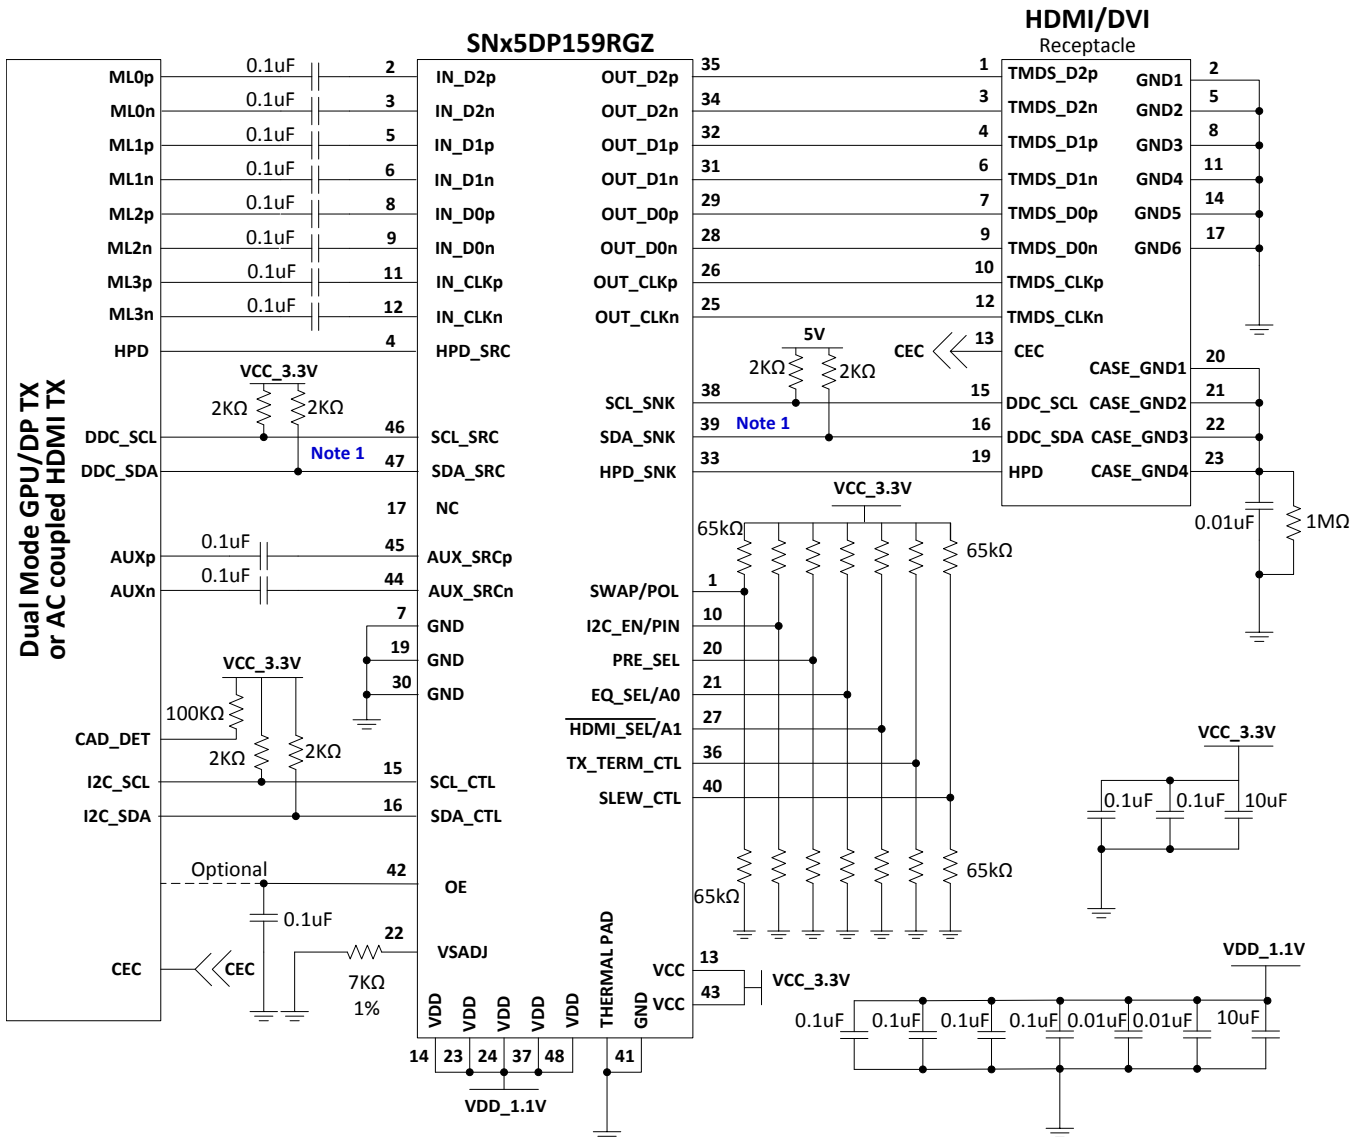 HDMI/DVI
Receptacle
SNx5DP159RGZ
Dual Mode GPU/DP TX
or AC coupled HDMI TX
ML0p 0.1uF 2 IN_D2p OUT_D2p 35 1 TMDS_D2p GND1 2
ML0n 0.1uF 3 IN_D2n OUT_D2n 34 3 TMDS_D2n GND2 5
ML1p 0.1uF 5 IN_D1p OUT_D1p 32 4 TMDS_D1p GND3 8
ML1n 0.1uF 6 IN_D1n OUT_D1n 31 6 TMDS_D1n GND4 11
ML2p 0.1uF 8 IN_D0p OUT_D0p 29 7 TMDS_D0p GND5 14
ML2n 0.1uF 9 IN_D0n OUT_D0n 28 9 TMDS_D0n GND6 17
ML3p 0.1uF 11 IN_CLKp OUT_CLKp 26 10 TMDS_CLKp
ML3n 0.1uF 12 IN_CLKn OUT_CLKn 25 12 TMDS_CLKn
HPD 4 HPD_SRC 5V CEC 13 CEC
VCC_3.3V 2KΩ 2KΩ CASE_GND1 20
2KΩ 2KΩ SCL_SNK 38 15 DDC_SCL CASE_GND2 21
DDC_SCL 46 SCL_SRC SDA_SNK 39 Note 1 16 DDC_SDA CASE_GND3 22
DDC_SDA Note 1 47 SDA_SRC HPD_SNK 33 19 HPD CASE_GND4 23
17 NC VCC_3.3V 0.01uF 1MΩ
65kΩ 65kΩ
AUXp 0.1uF 45 AUX_SRCp
AUXn 0.1uF 44 AUX_SRCn SWAP/POL 1
7 GND I2C_EN/PIN 10
19 GND PRE_SEL 20
30 GND EQ_SEL/A0 21
VCC_3.3V HDMI_SEL/A1 27
100KΩ
CAD_DET TX_TERM_CTL 36 VCC_3.3V
2KΩ 2KΩ
I2C_SCL 15 SCL_CTL SLEW_CTL 40
I2C_SDA 16 SDA_CTL 0.1uF 0.1uF 10uF
Optional 42 OE 65kΩ 65kΩ
0.1uF
22 VSADJ
CEC CEC 7KΩ
1%
VCC 13
VCC 43 VCC_3.3V
VDD VDD VDD VDD VDD THERMAL PAD GND
14 23 24 37 48 41
VDD_1.1V
VDD_1.1V
0.1uF 0.1uF 0.1uF 0.1uF 0.01uF 0.01uF 10uF